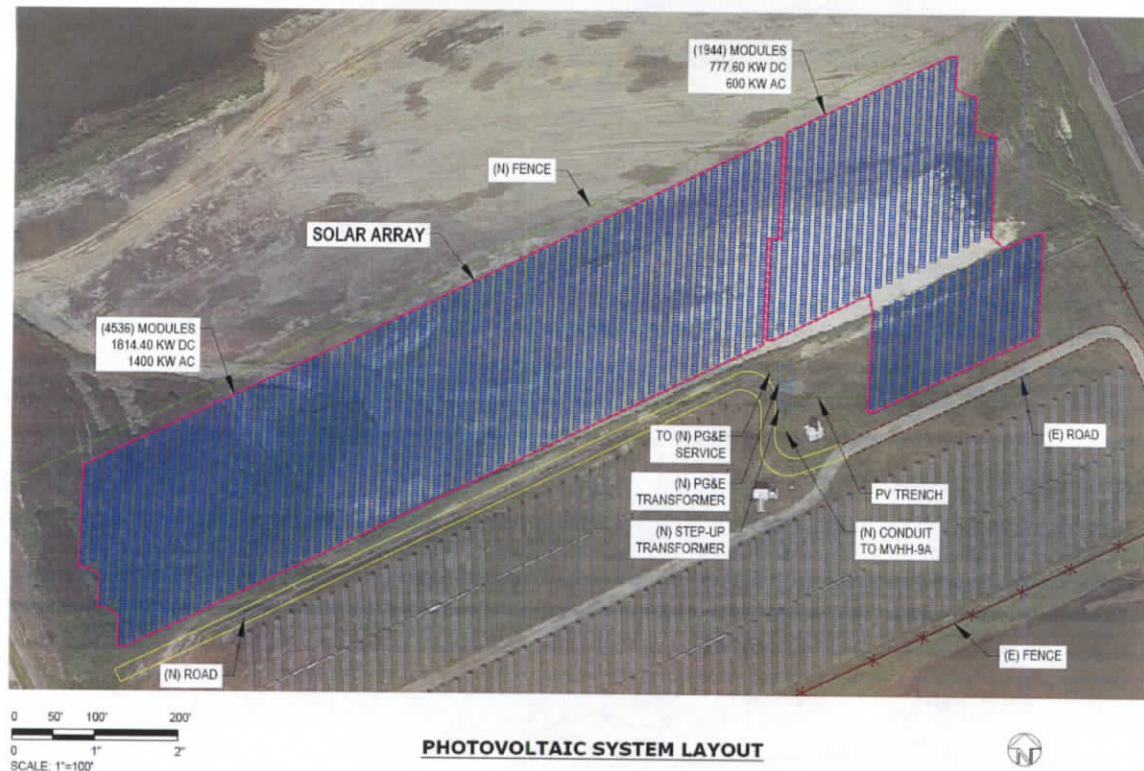 (1944) MODULES
777.60 KW DC
600 KW AC
(N) FENCE
SOLAR ARRAY
(4536) MODULES
1814.40 KW DC
1400 KW AC
TO (N) PG&E
SERVICE
(N) PG&E
TRANSFORMER
(N) STEP-UP
TRANSFORMER
(E) ROAD
PV TRENCH
(N) CONDUIT
TO MVHH-9A
(N) ROAD
(E) FENCE
0 50' 100' 200'
0 1" 2"
SCALE: 1"=100'
PHOTOVOLTAIC SYSTEM LAYOUT
N